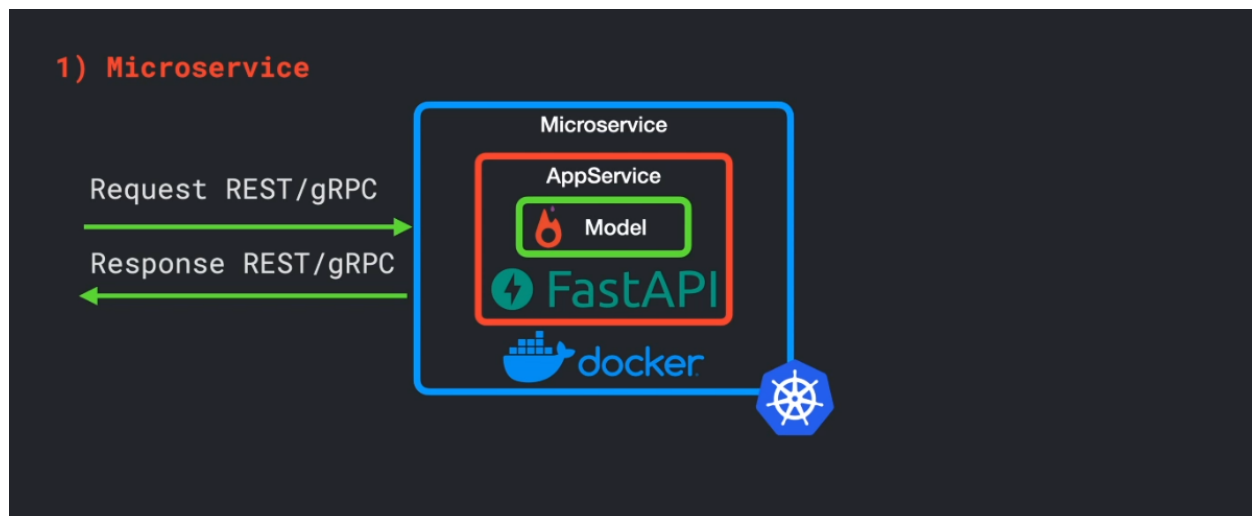 1) Microservice
Microservice
AppService
Request REST/gRPC
Model
Response REST/gRPC
FastAPI
docker